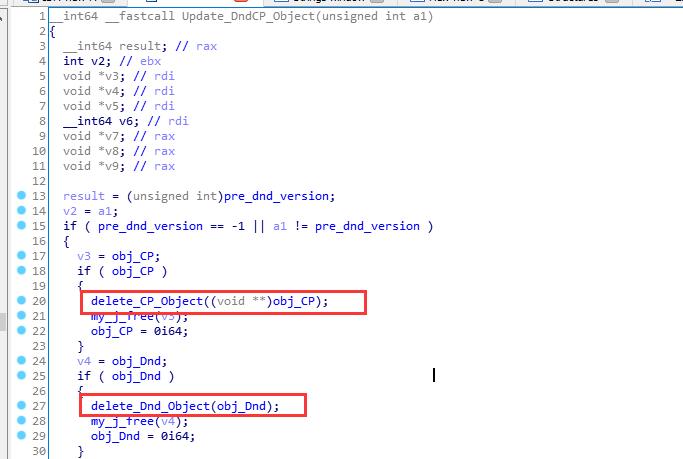 1 __int64 __fastcall Update_DndCP_Object(unsigned int a1)
2 {
3 __int64 result; // rax
4 int v2; // ebx
5 void *v3; // rdi
6 void *v4; // rdi
7 void *v5; // rdi
8 __int64 v6; // rdi
9 void *v7; // rax
10 void *v8; // rax
11 void *v9; // rax
12
13 result = (unsigned int)pre_dnd_version;
14 v2 = a1;
15 if ( pre_dnd_version == -1 || a1 != pre_dnd_version )
16 {
17 v3 = obj_CP;
18 if ( obj_CP )
19 {
20 delete_CP_Object((void **)obj_CP);
21 my_j_free(v3);
22 obj_CP = 0i64;
23 }
24 v4 = obj_Dnd;
25 if ( obj_Dnd )
26 {
27 delete_Dnd_Object(obj_Dnd);
28 my_j_free(v4);
29 obj_Dnd = 0i64;
30 }